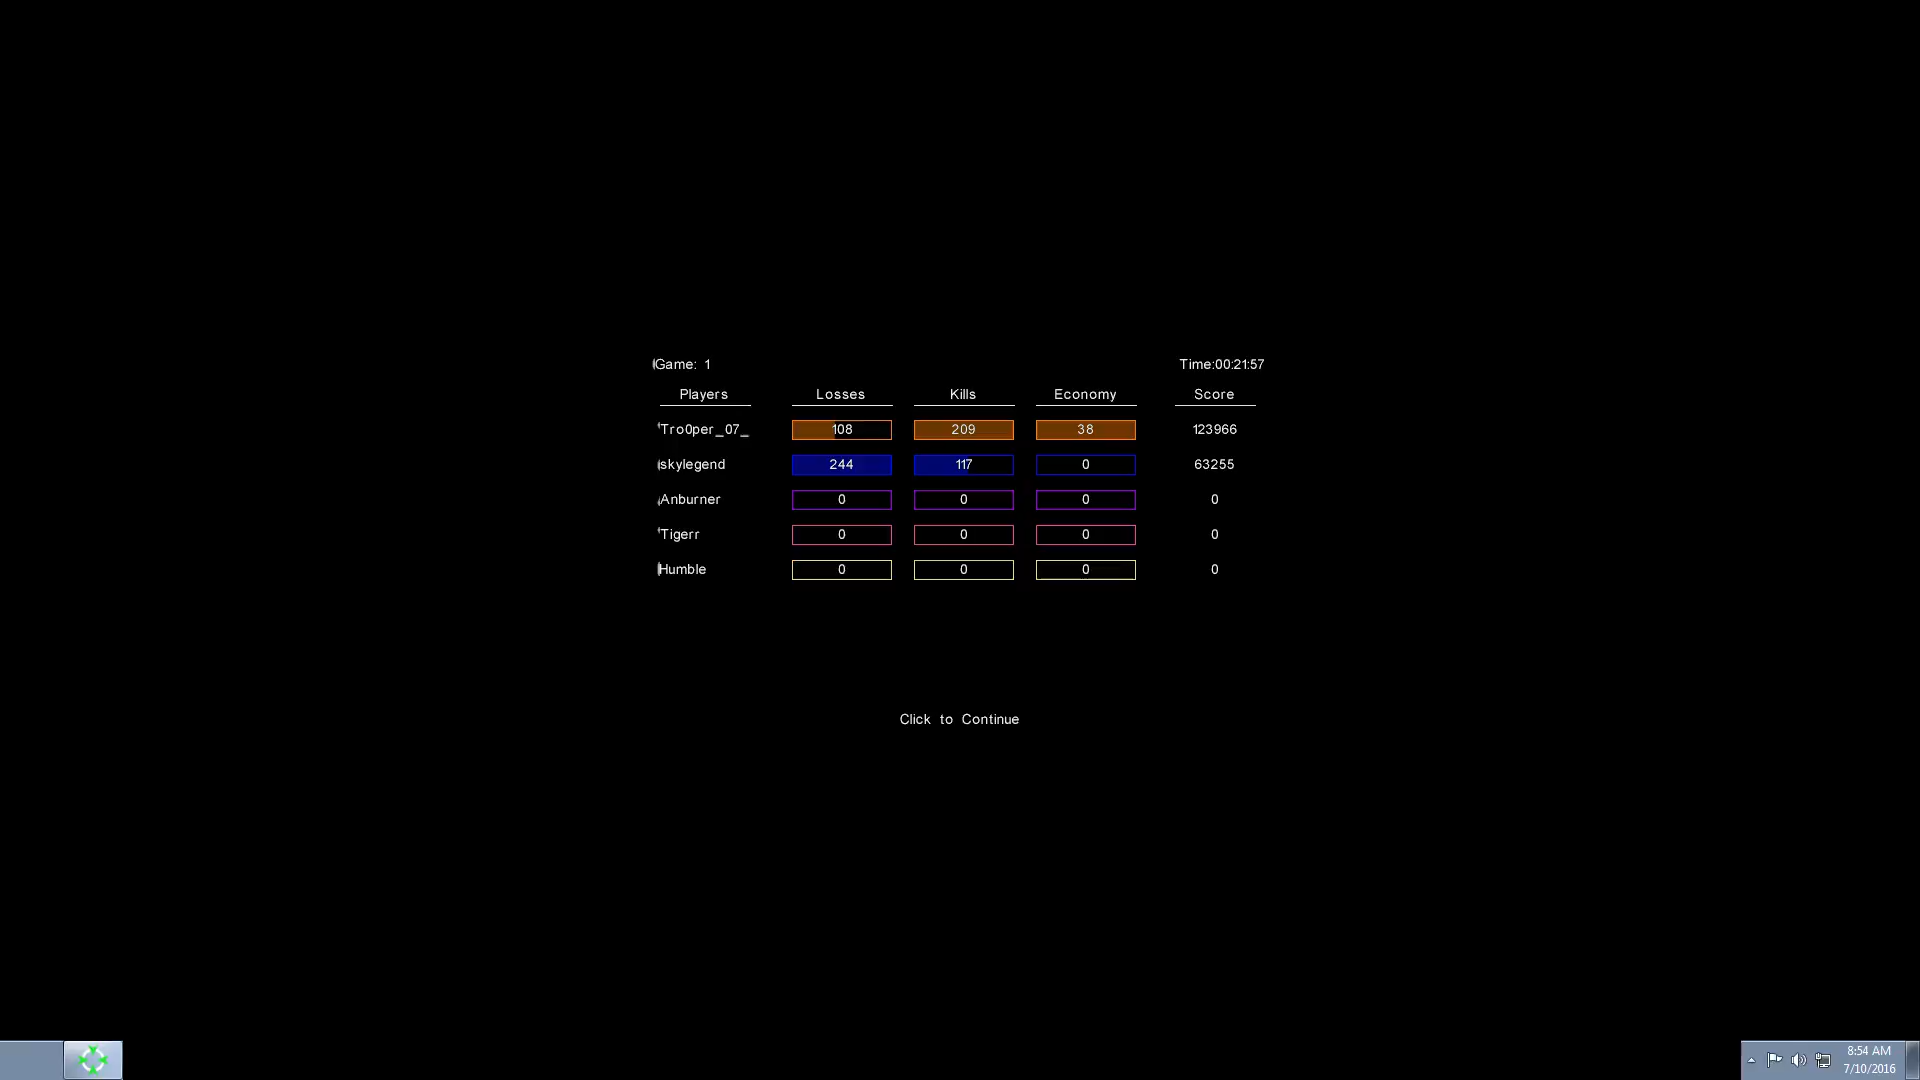 Game: 1 Time:00:21:57
Players Losses Kills Economy Score
Tro0per_07_ 108 209 38 123966
skylegend 244 117 0 63255
Anburner 0 0 0 0
Tigerr 0 0 0 0
Humble 0 0 0 0
Click to Continue
8:54 AM
7/10/2016